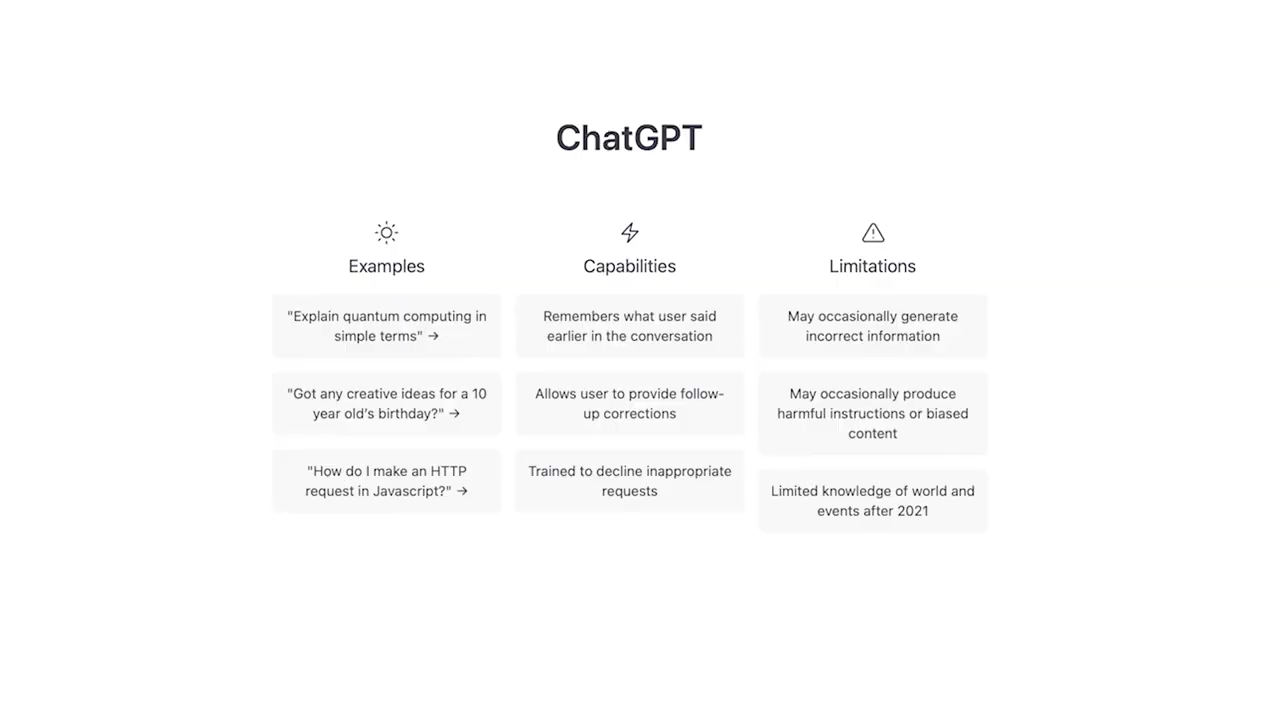 ChatGPT
Examples
"Explain quantum computing in
simple terms" →
"Got any creative ideas for a 10
year old's birthday?" →
"How do I make an HTTP
request in Javascript?" →
Capabilities
Remembers what user said
earlier in the conversation
Allows user to provide follow-
up corrections
Trained to decline inappropriate
requests
Limitations
May occasionally generate
incorrect information
May occasionally produce
harmful instructions or biased
content
Limited knowledge of world and
events after 2021